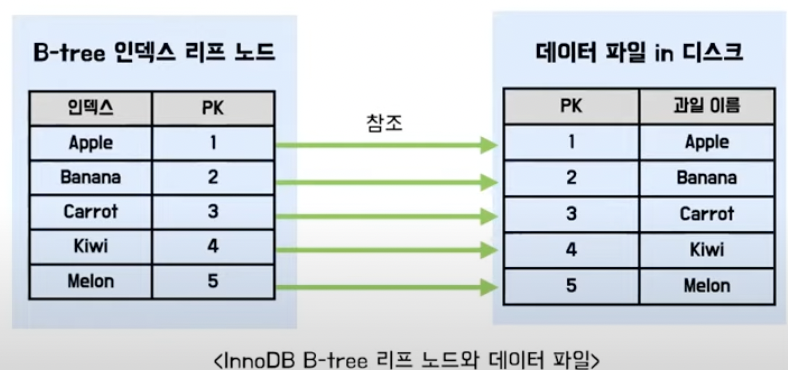 B-tree 인덱스 리프 노드
인덱스 PK
Apple 1
Banana 2
Carrot 3
Kiwi 4
Melon 5
참조
데이터 파일 in 디스크
PK 과일 이름
1 Apple
2 Banana
3 Carrot
4 Kiwi
5 Melon
<InnoDB B-tree 리프 노드와 데이터 파일>